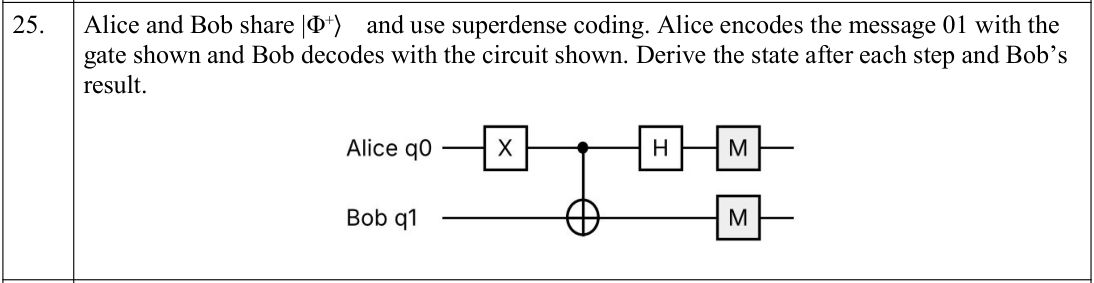 25. Alice and Bob share |Φ⁺⟩ and use superdense coding. Alice encodes the message 01 with the
gate shown and Bob decodes with the circuit shown. Derive the state after each step and Bob’s
result.
Alice q0 X H M
Bob q1 M